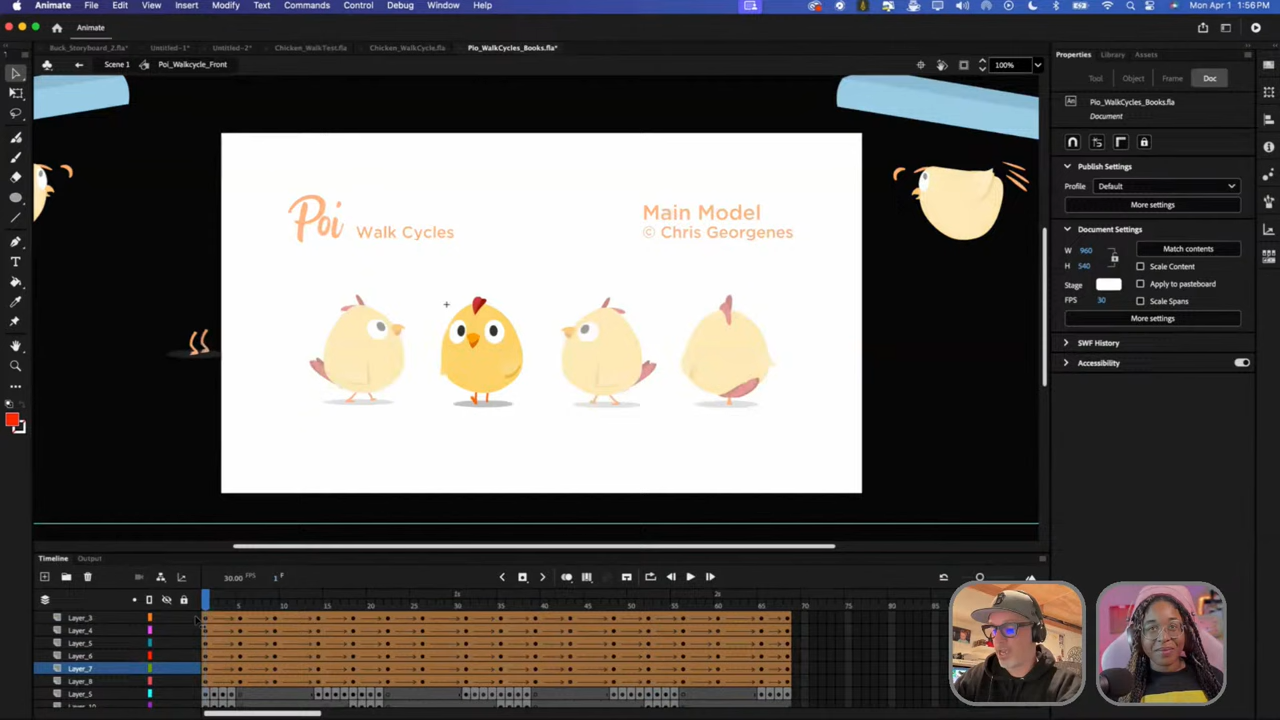 Animate File Edit View Insert Modify Text Commands Control Debug Window Help Mon Apr 1 1:56PM
Animate
Buck_Storyboard_2.fla* Untitled-1* Untitled-2* Chicken_WalkTest.fla Chicken_WalkCycle.fla Pio_WalkCycles_Books.fla*
Scene 1 Poi_Walkcycle_Front 100%
Properties Library Assets
Tool Object Frame Doc
Pio_WalkCycles_Books.fla
Document
Publish Settings
Profile Default
More settings
Document Settings
W 960 Match contents
H 540 Scale Content
Stage Apply to pasteboard
FPS 30 Scale Spans
More settings
SWF History
Accessibility
Poi Walk Cycles
Main Model
© Chris Georgenes
Timeline Output
30.00 FPS 1 F
1s 2s
5 10 15 20 25 30 35 40 45 50 55 60 65 70 75 80 85
Layer_3
Layer_4
Layer_5
Layer_6
Layer_7
Layer_8
Layer_5
Layer_10